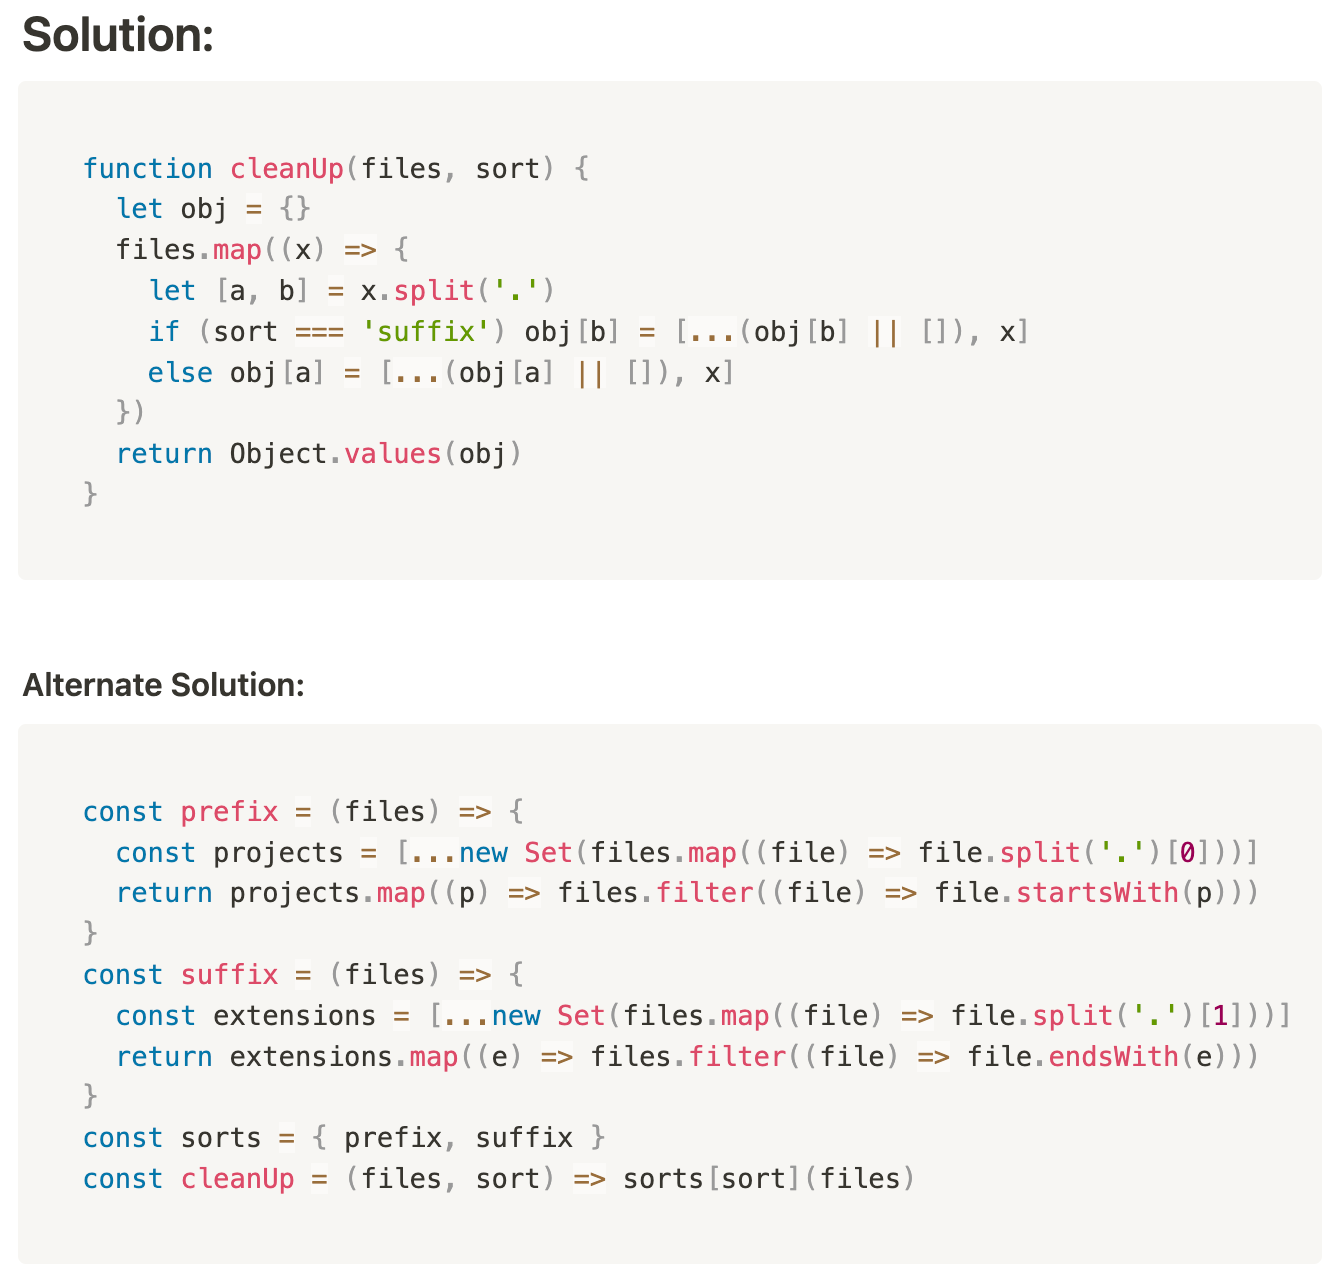 Solution:
function cleanUp(files, sort) {
  let obj = {}
  files.map((x) => {
    let [a, b] = x.split('.')
    if (sort === 'suffix') obj[b] = [...(obj[b] || []), x]
    else obj[a] = [...(obj[a] || []), x]
  })
  return Object.values(obj)
}
Alternate Solution:
const prefix = (files) => {
  const projects = [...new Set(files.map((file) => file.split('.')[0]))]
  return projects.map((p) => files.filter((file) => file.startsWith(p)))
}
const suffix = (files) => {
  const extensions = [...new Set(files.map((file) => file.split('.')[1]))]
  return extensions.map((e) => files.filter((file) => file.endsWith(e)))
}
const sorts = { prefix, suffix }
const cleanUp = (files, sort) => sorts[sort](files)